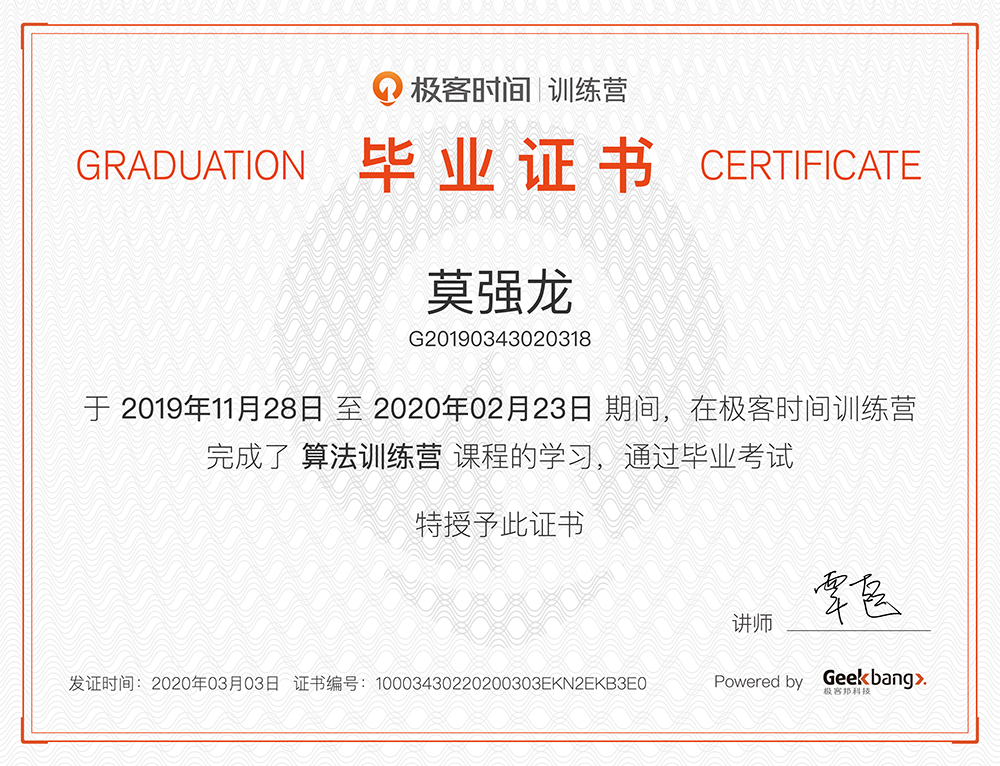 极客时间 | 训练营
GRADUATION 毕业证书 CERTIFICATE
莫强龙
G20190343020318
于 2019年11月28日 至 2020年02月23日 期间，在极客时间训练营
完成了 算法训练营 课程的学习，通过毕业考试
特授予此证书
讲师 覃超
发证时间：2020年03月03日 证书编号：10003430220200303EKN2EKB3E0
Powered by Geekbang>.
极客邦科技